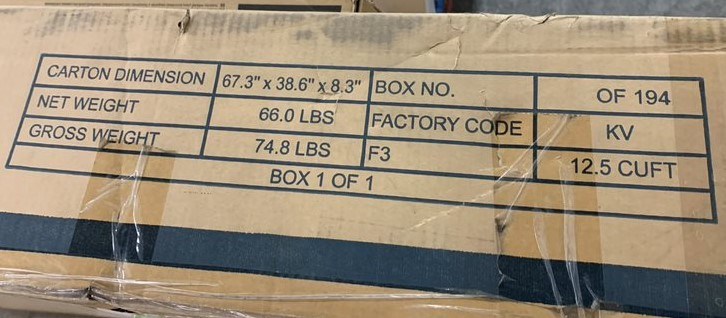 CARTON DIMENSION 67.3" x 38.6" x 8.3" BOX NO. OF 194
NET WEIGHT 66.0 LBS FACTORY CODE KV
GROSS WEIGHT 74.8 LBS F3 12.5 CUFT
BOX 1 OF 1